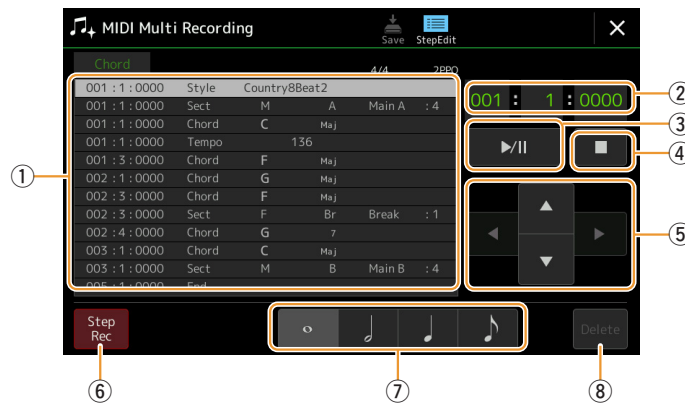 MIDI Multi Recording
Save
StepEdit
Chord
4/4
2PPQ
001 : 1 : 0000 Style Country8Beat2
001 : 1 : 0000 Sect M A Main A : 4
001 : 1 : 0000 Chord C Maj
001 : 1 : 0000 Tempo 136
001 : 3 : 0000 Chord F Maj
002 : 1 : 0000 Chord G Maj
002 : 3 : 0000 Chord F Maj
002 : 3 : 0000 Sect F Br Break : 1
002 : 4 : 0000 Chord G 7
003 : 1 : 0000 Chord C Maj
003 : 1 : 0000 Sect M B Main B : 4
005 : 1 : 0000 End
001 : 1 : 0000
Step
Rec
Delete
①
②
③
④
⑤
⑥
⑦
⑧